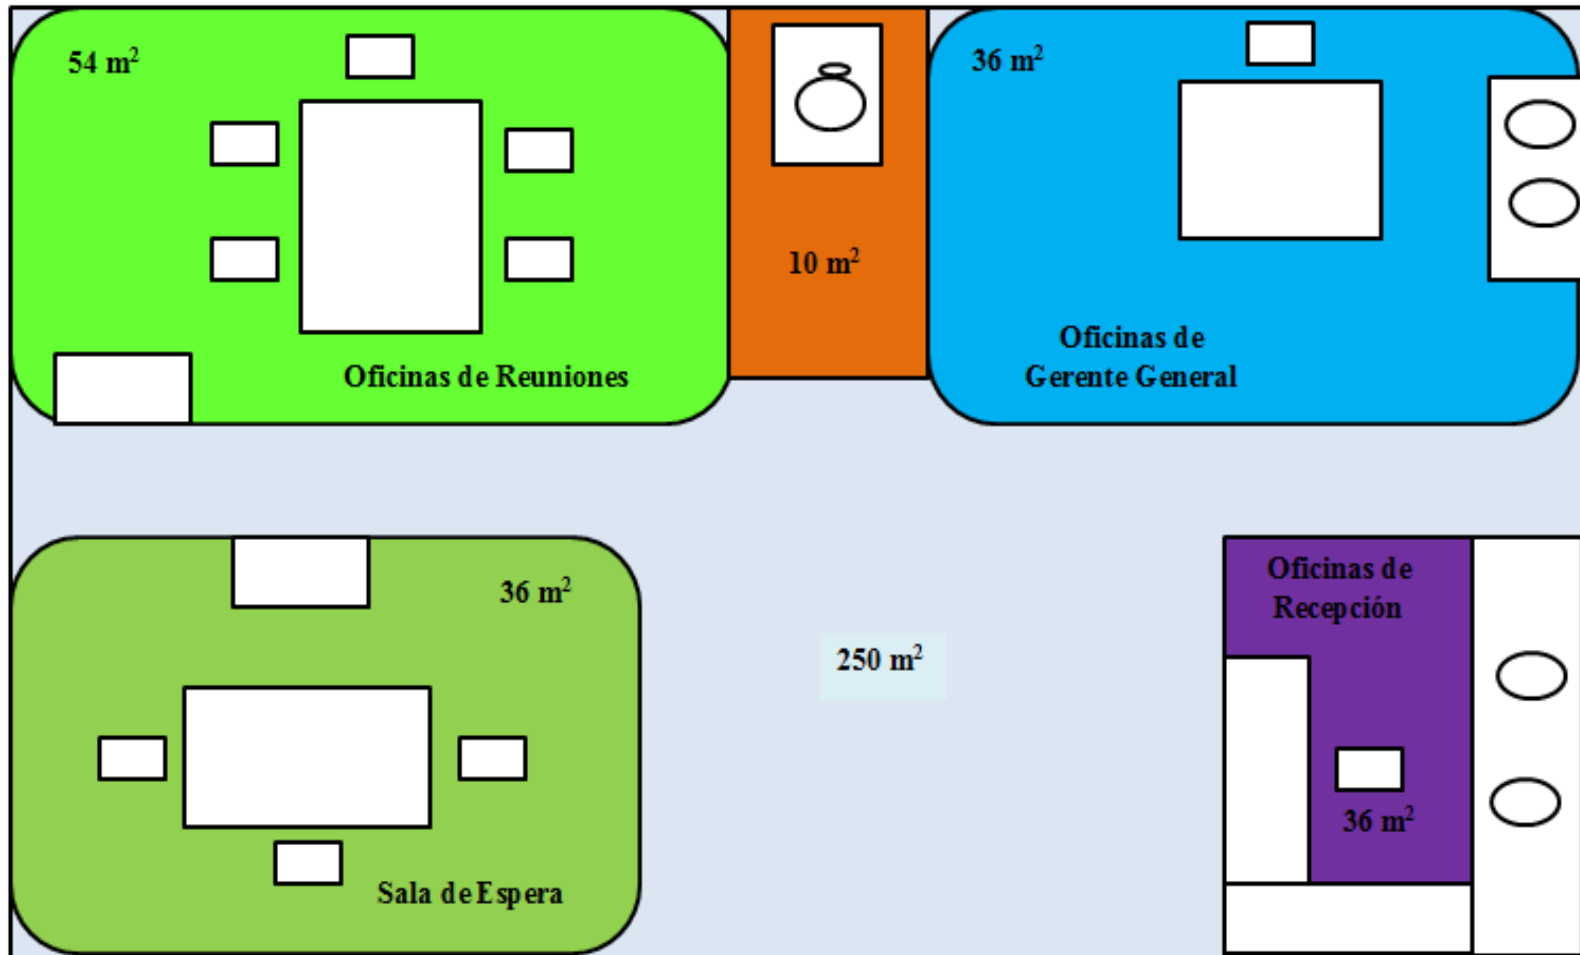 54 m²
Oficinas de Reuniones
10 m²
36 m²
Oficinas de
Gerente General
36 m²
Sala de Espera
250 m²
Oficinas de
Recepción
36 m²